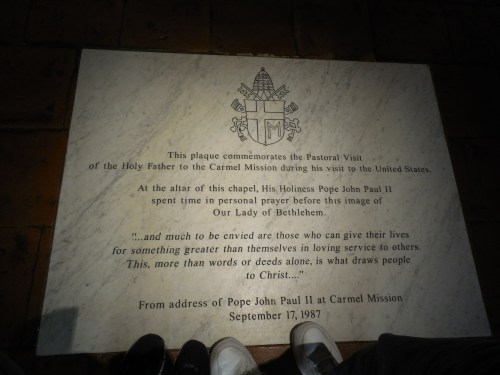 M
This plaque commemorates the Pastoral Visit
of the Holy Father to the Carmel Mission during his visit to the United States.
At the altar of this chapel, His Holiness Pope John Paul II
spent time in personal prayer before this image of
Our Lady of Bethlehem.
"...and much to be envied are those who can give their lives
for something greater than themselves in loving service to others.
This, more than words or deeds alone, is what draws people
to Christ...."
From address of Pope John Paul II at Carmel Mission
September 17, 1987